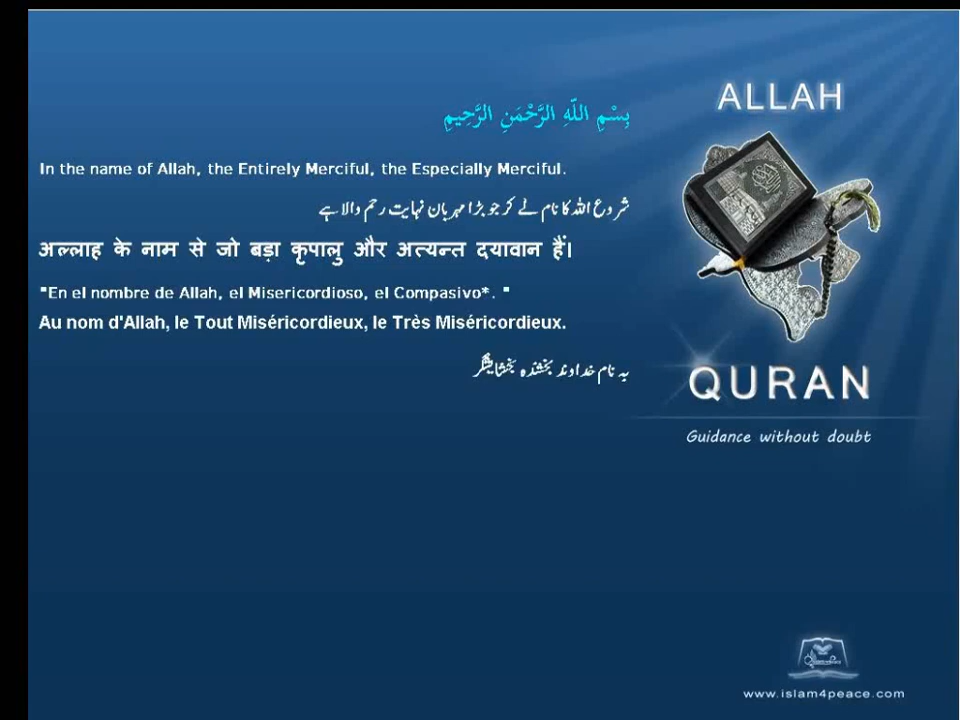 بِسْمِ اللَّهِ الرَّحْمَنِ الرَّحِيمِ
In the name of Allah, the Entirely Merciful, the Especially Merciful.
شروع الله کا نام لے کر جو بڑا مہربان نہایت رحم والا ہے
अल्लाह के नाम से जो बड़ा कृपालु और अत्यन्त दयावान हैं।
"En el nombre de Allah, el Misericordioso, el Compasivo*. "
Au nom d'Allah, le Tout Miséricordieux, le Très Miséricordieux.
به نام خداوند بخشنده بخشایشگر
ALLAH
QURAN
Guidance without doubt
www.islam4peace.com